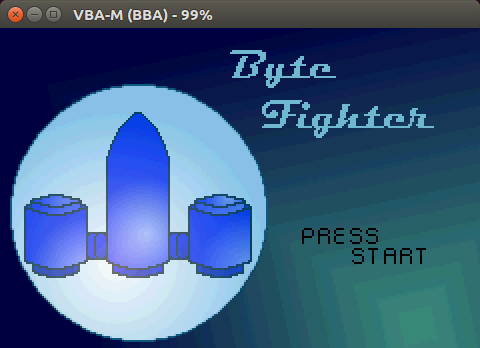 VBA-M (BBA) - 99%
Byte
Fighter
PRESS
START